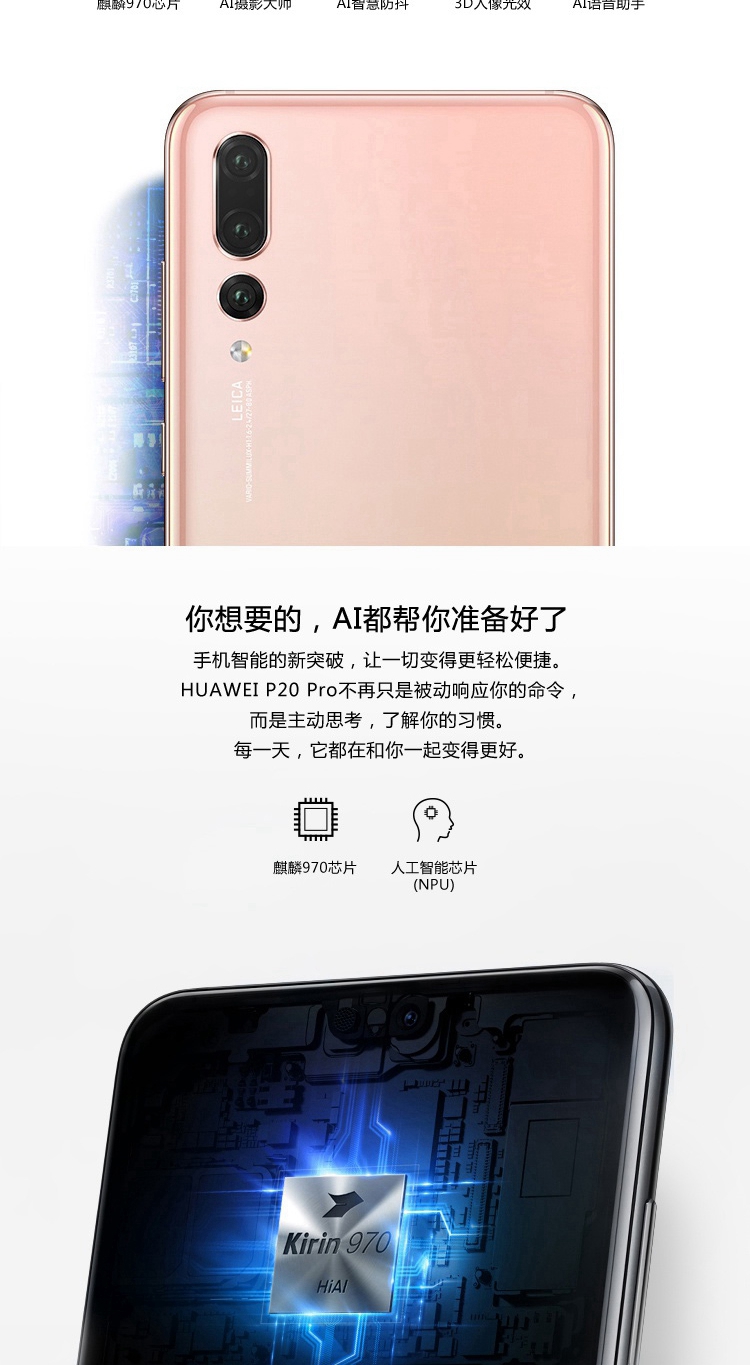 麒麟970芯片 AI摄影大师 AI智慧防抖 3D人像光效 AI语音助手
LEICA
你想要的，AI都帮你准备好了
手机智能的新突破，让一切变得更轻松便捷。
HUAWEI P20 Pro不再只是被动响应你的命令，
而是主动思考，了解你的习惯。
每一天，它都在和你一起变得更好。
麒麟970芯片 人工智能芯片
(NPU)
Kirin 970
HiAI